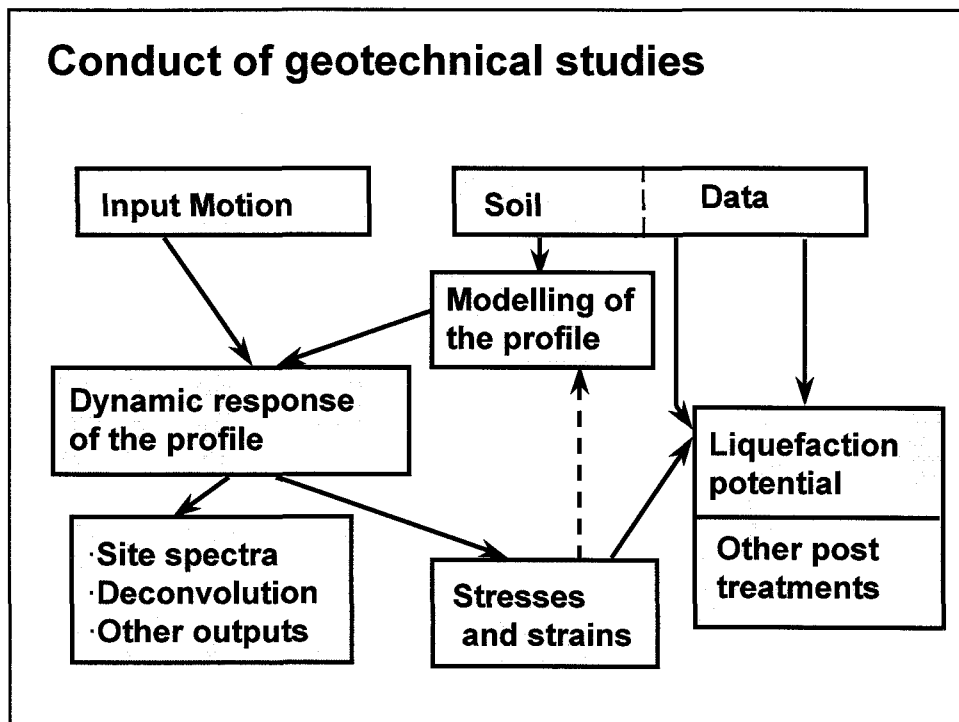 Conduct of geotechnical studies
Input Motion
Soil
Data
Modelling of
the profile
Dynamic response
of the profile
Liquefaction
potential
Other post
treatments
·Site spectra
·Deconvolution
·Other outputs
Stresses
and strains